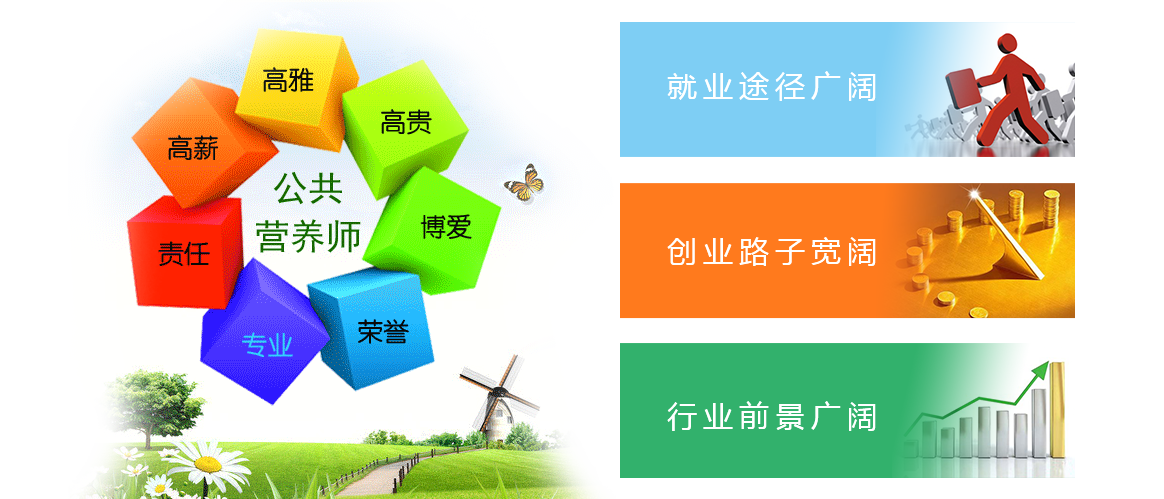 高雅
高贵
高薪
公共
营养师
博爱
责任
荣誉
专业
就业途径广阔
创业路子宽阔
行业前景广阔